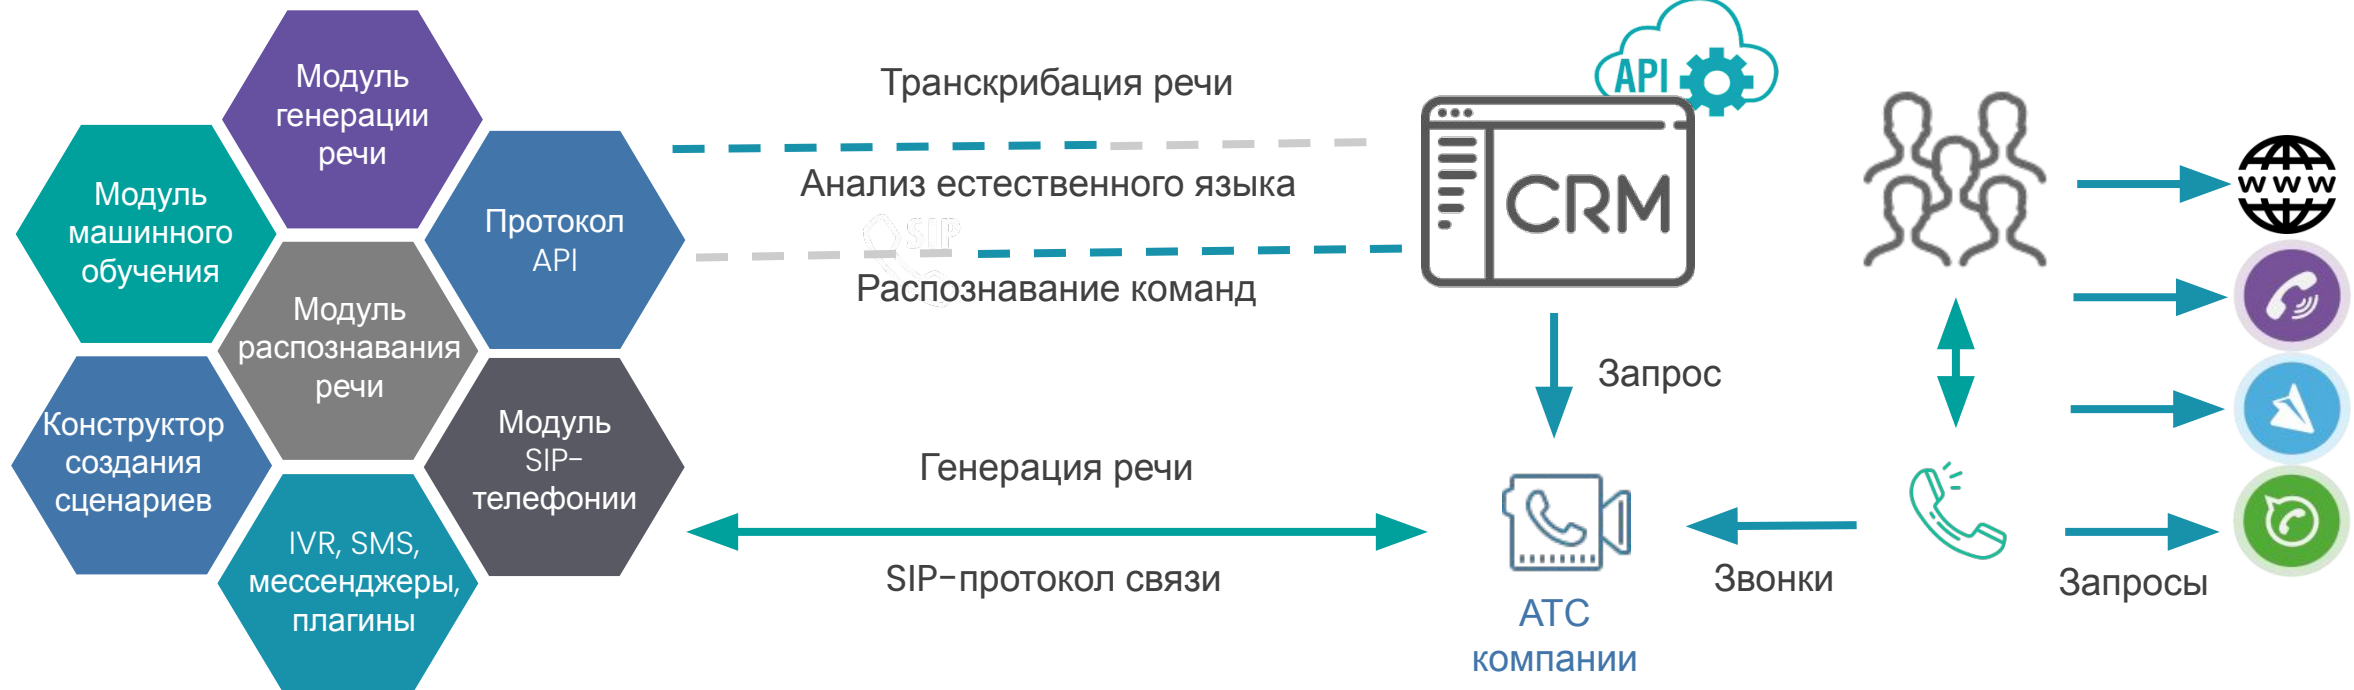 Модуль
генерации
речи
Модуль
машинного
обучения
Протокол
API
Модуль
распознавания
речи
Конструктор
создания
сценариев
Модуль
SIP-
телефонии
IVR, SMS,
мессенджеры,
плагины
Транскрибация речи
Анализ естественного языка
SIP
Распознавание команд
Генерация речи
SIP-протокол связи
API
CRM
Запрос
АТС
компании
Звонки
Запросы
WWW